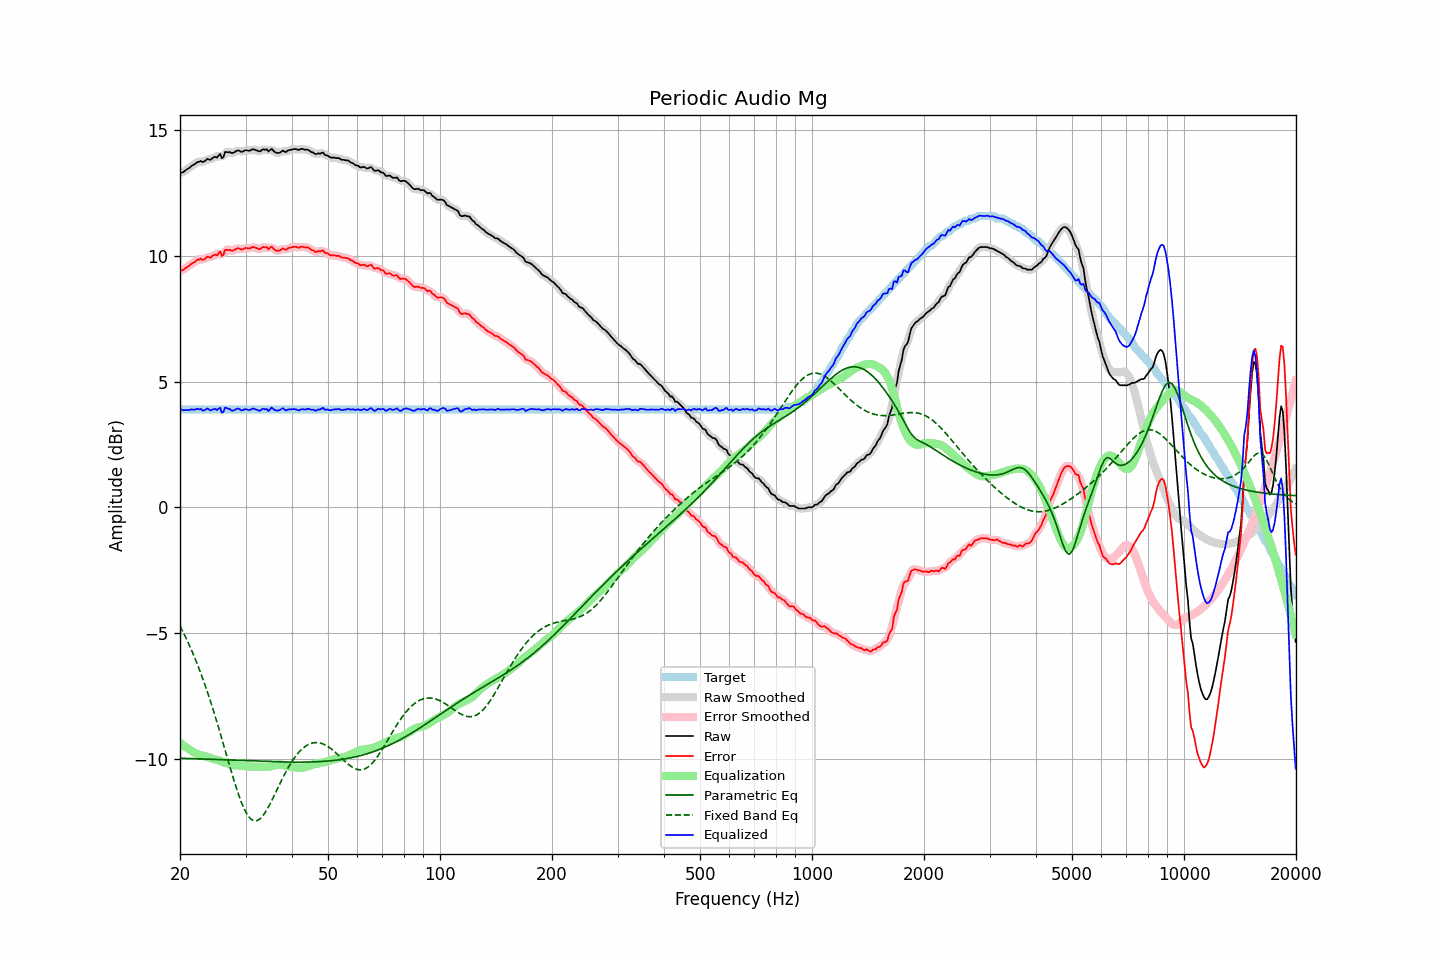 Periodic Audio Mg
15
10
5
0
−5
−10
Amplitude (dBr)
20
50
100
200
500
1000
2000
5000
10000
20000
Frequency (Hz)
Target
Raw Smoothed
Error Smoothed
Raw
Error
Equalization
Parametric Eq
Fixed Band Eq
Equalized